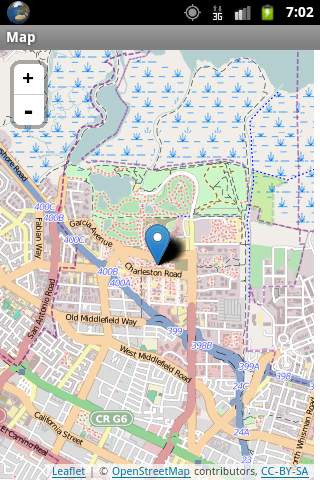 3G
7:02
Map
+
-
shore Road
400C
400B
Fabian Way
Garcia Avenue
400C
400B
400A
Charleston Road
San Antonio Road
Old Middlefield Way
399
398B
West Middlefield Road
399A
39B
24C
CR G6
California Street
El Camino Real
24A
North Whisman Road
Leaflet | © OpenStreetMap contributors, CC-BY-SA